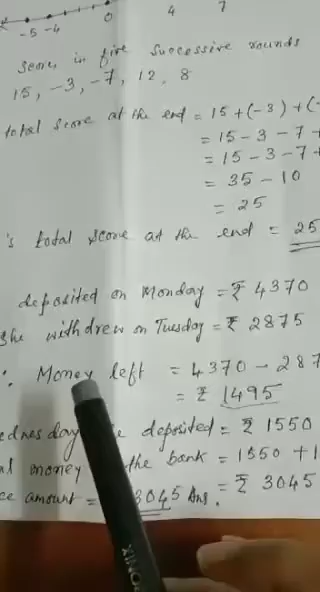 -5 -4 0 4 7
Score in five successive rounds
15, -3, -7, 12, 8
total score at the end = 15 + (-3) + (-
= 15 - 3 - 7 +
= 15 - 3 - 7 +
= 35 - 10
= 25
's total score at the end = 25
deposited on Monday = ₹ 4370
She withdrew on Tuesday = ₹ 2875
∴ Money left = 4370 - 287
= ₹ 1495
ednesday deposited = ₹ 1550
al money the bank = 1550 + 1
ce amount = 3045 Ans. = ₹ 3045
XINO